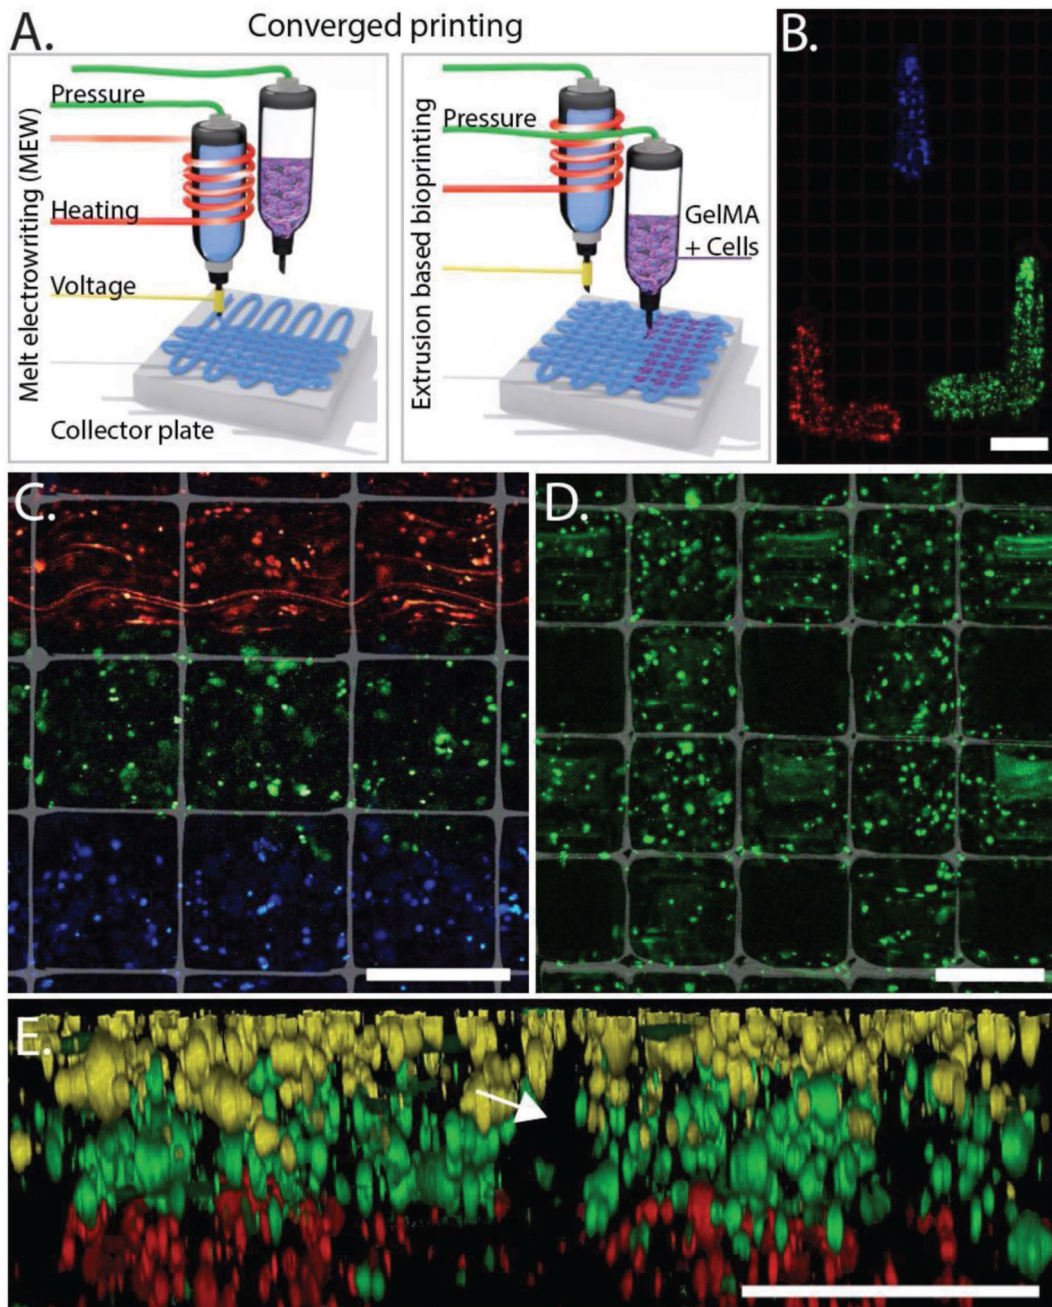 A.
Converged printing
B.
Melt electrowriting (MEW)
Pressure
Heating
Voltage
Collector plate
Extrusion based bioprinting
Pressure
GelMA
+ Cells
C.
D.
E.